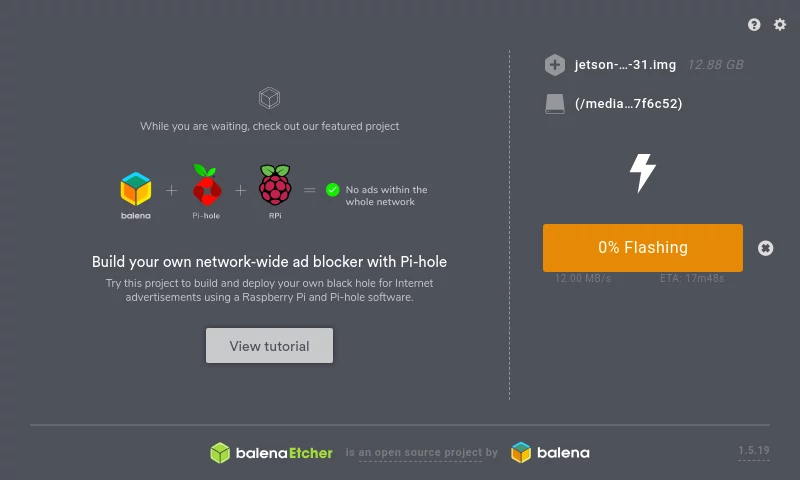 While you are waiting, check out our featured project
balena
Pi-hole
RPi
No ads within the
whole network
Build your own network-wide ad blocker with Pi-hole
Try this project to build and deploy your own black hole for Internet
advertisements using a Raspberry Pi and Pi-hole software.
View tutorial
jetson-...-31.img 12.88 GB
(/media...7f6c52)
0% Flashing
12.00 MB/s ETA: 17m48s
balenaEtcher is an open source project by balena
1.5.19